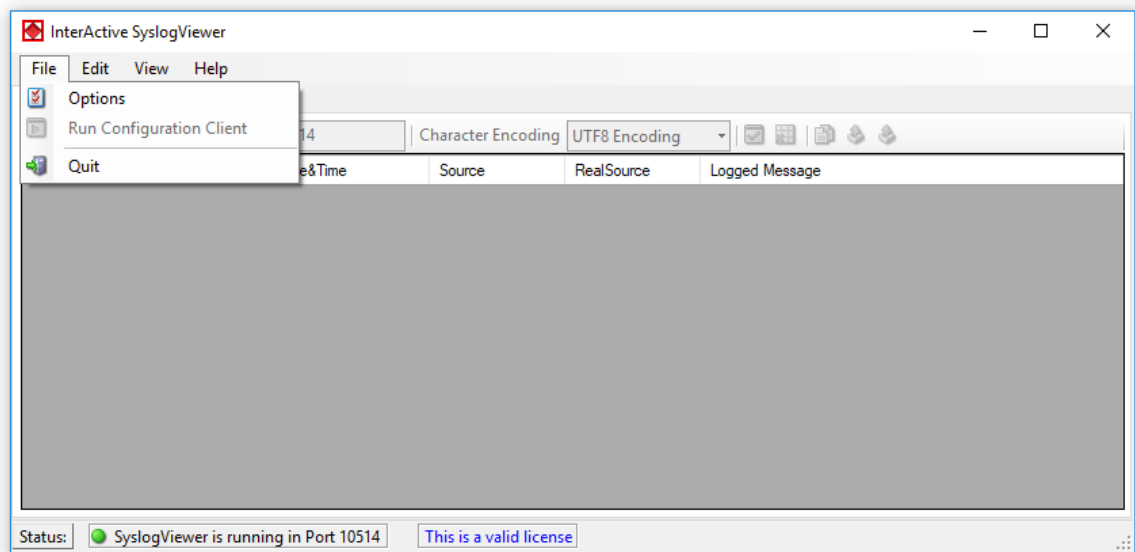 InterActive SyslogViewer
File Edit View Help
Options
Run Configuration Client
Quit
14 Character Encoding UTF8 Encoding
e&Time Source RealSource Logged Message
Status: SyslogViewer is running in Port 10514 This is a valid license